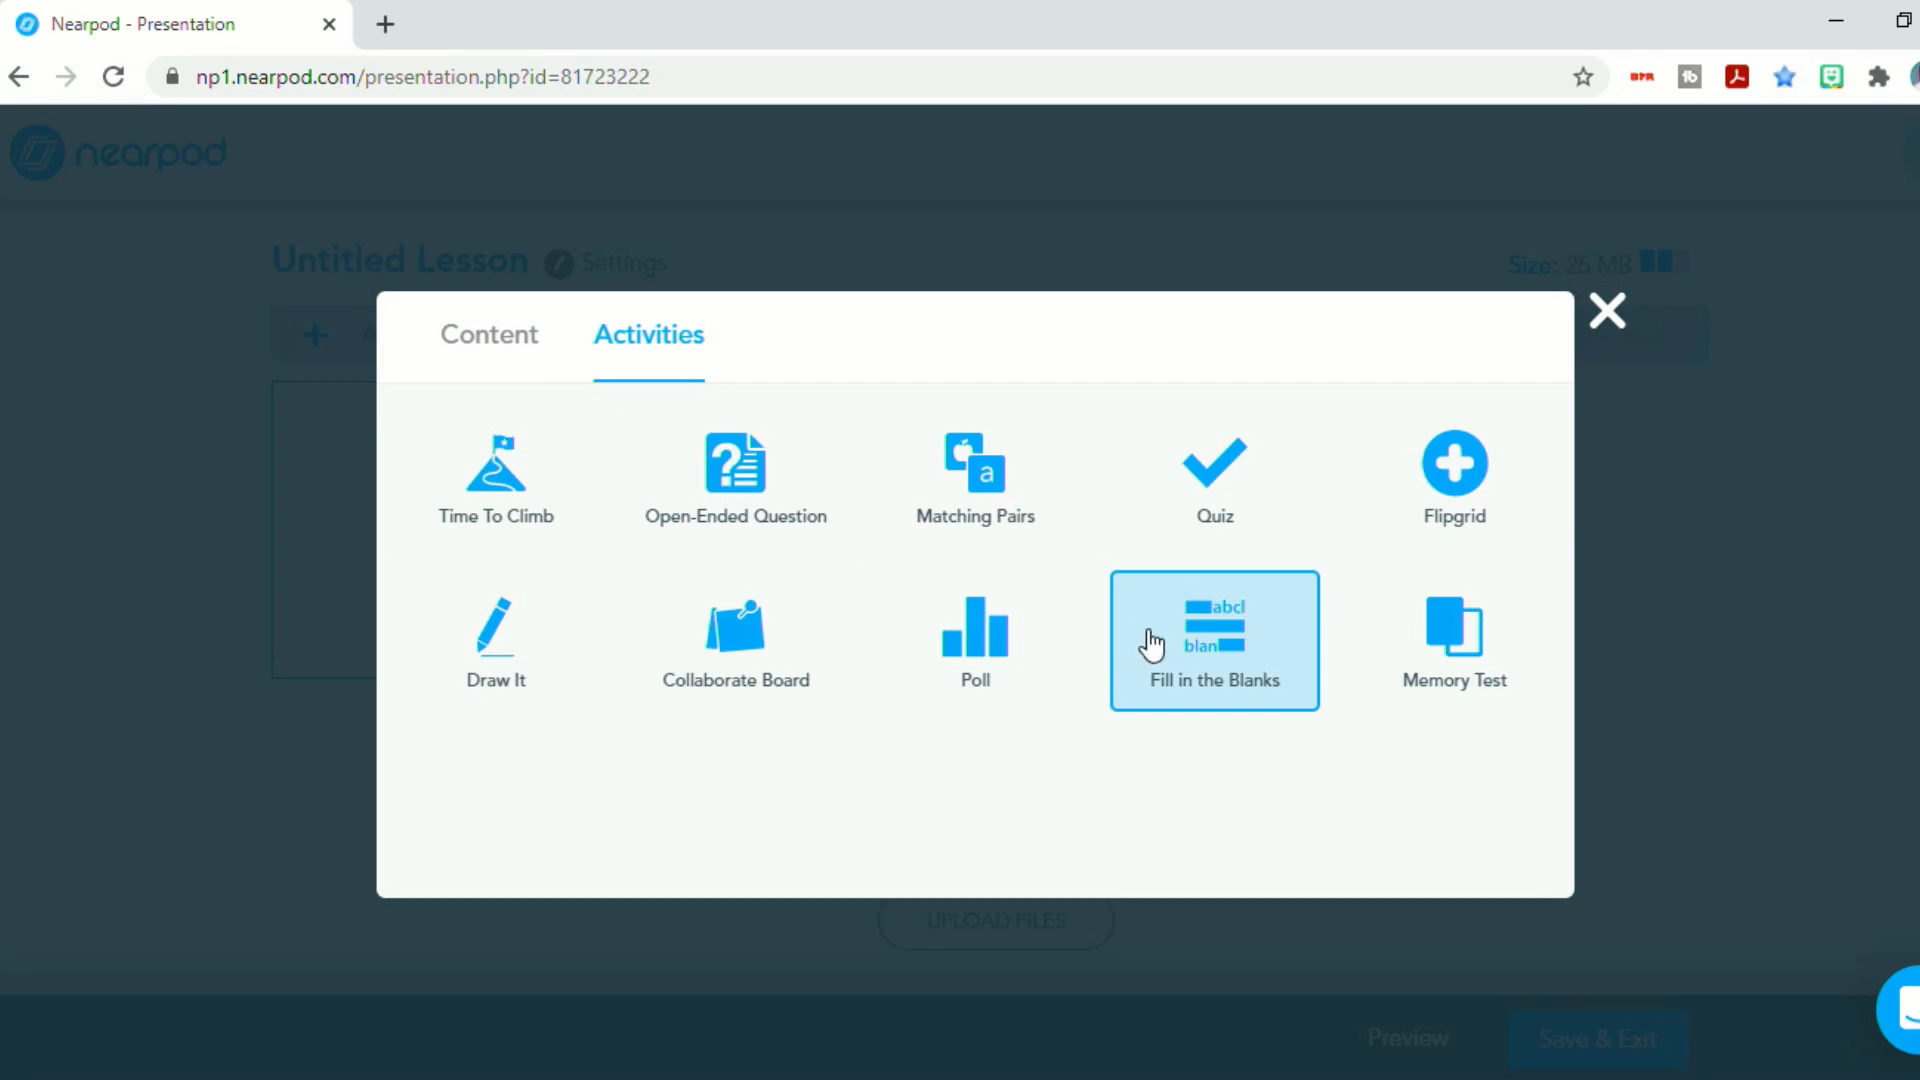 Nearpod - Presentation
np1.nearpod.com/presentation.php?id=81723222
nearpod
Untitled Lesson Settings
Size: 25 MB
Content Activities
Time To Climb Open-Ended Question Matching Pairs Quiz Flipgrid
a
abcl
blan
Draw It Collaborate Board Poll Fill in the Blanks Memory Test
UPLOAD FILES
Preview Save & Exit